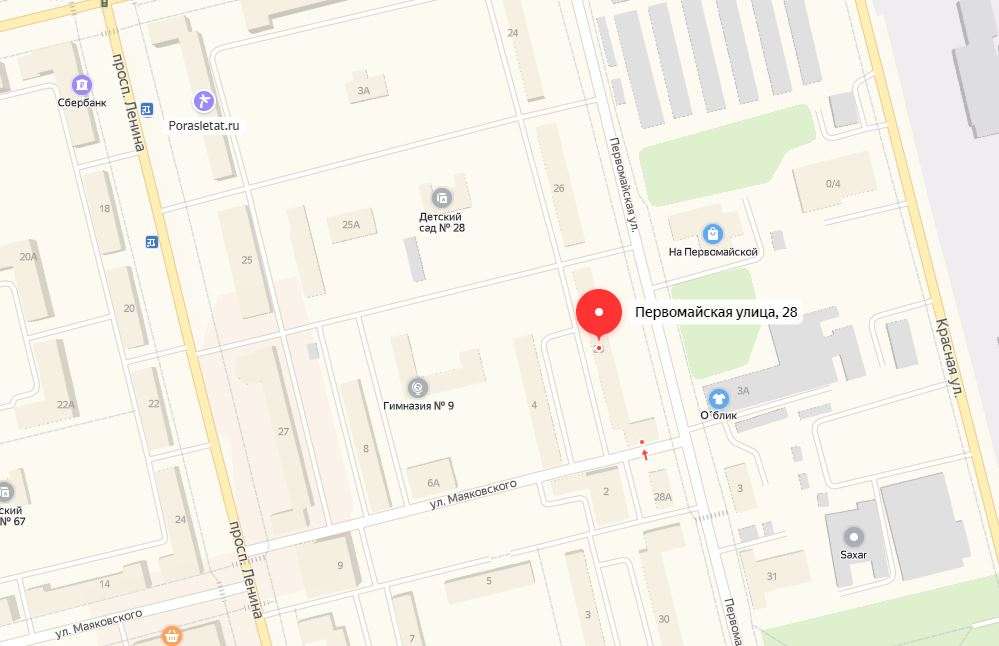 24
Сбербанк
просп. Ленина
3А
Porasletat.ru
Первомайская ул.
0/4
18
26
Детский
сад № 28
25А
На Первомайской
20А
25
20
Первомайская улица, 28
Красная ул.
22А
22
Гимназия № 9
3А
О´блик
4
27
8
6А
ул. Маяковского
2
28А
3
ский
№ 67
24
просп. Ленина
Saxar
14
9
5
31
ул. Маяковского
7
3
30
Первома